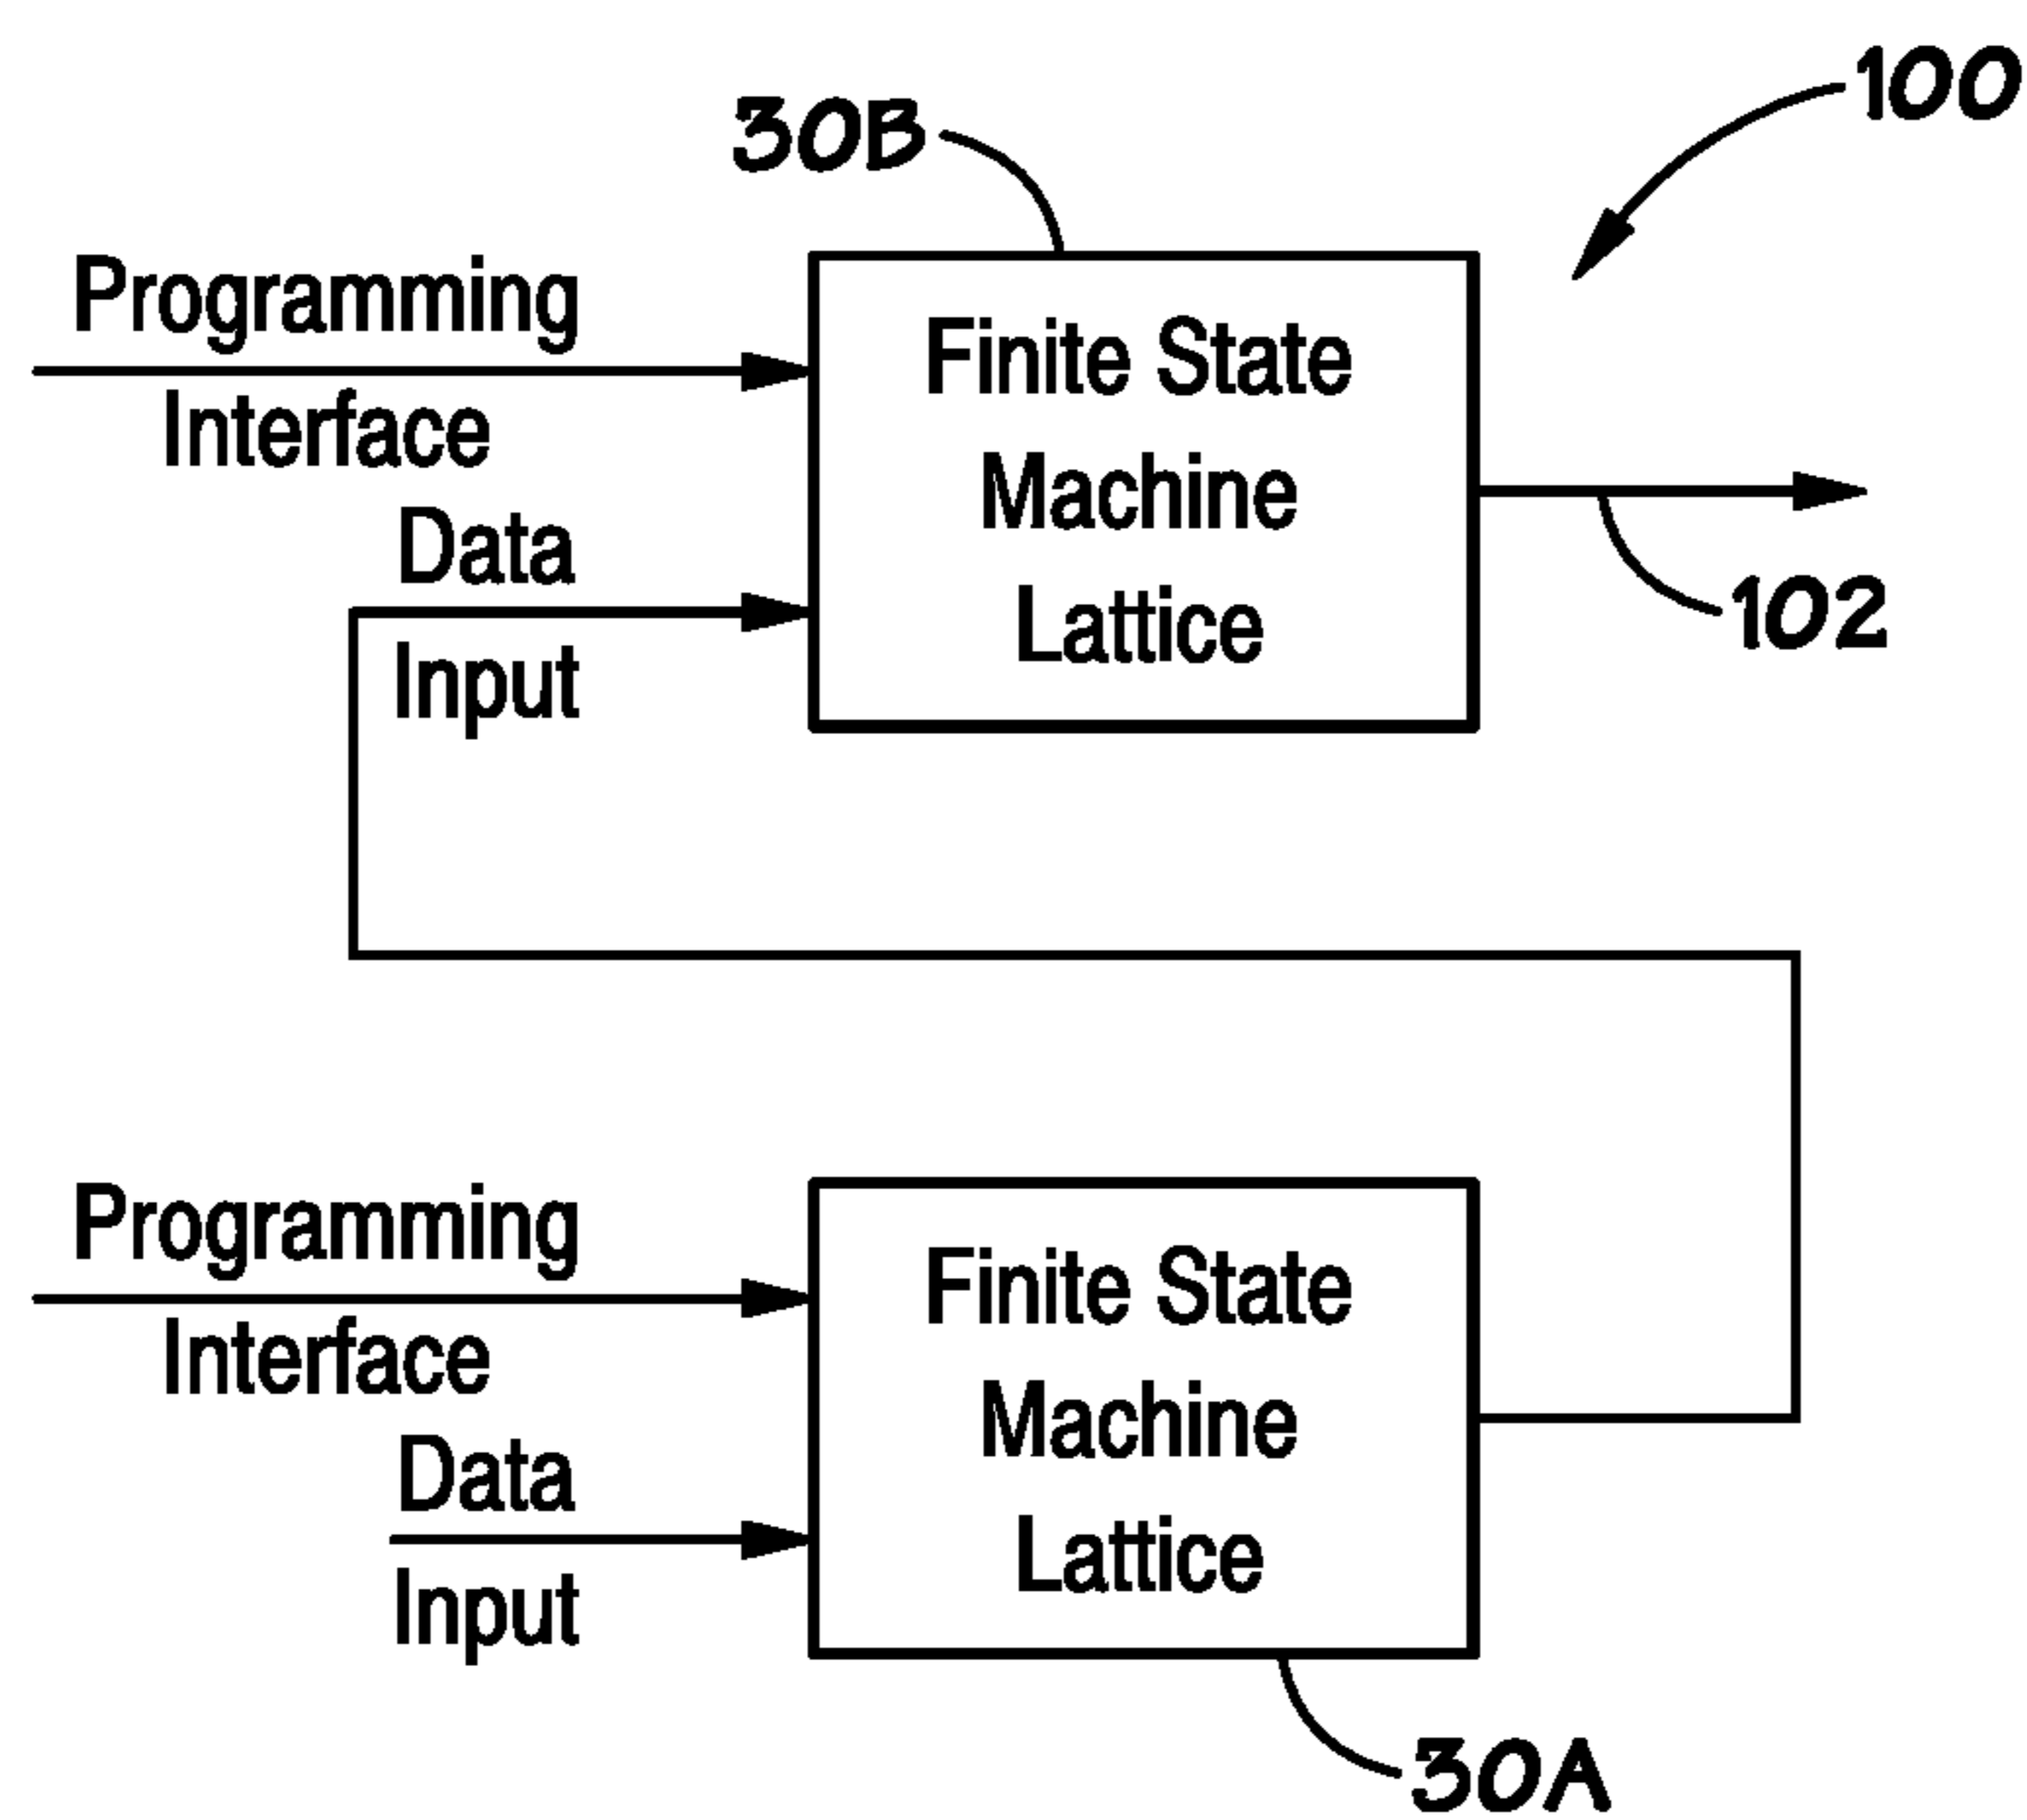 100
30B
Programming
Interface
Data
Input
Finite State
Machine
Lattice
102
Programming
Interface
Data
Input
Finite State
Machine
Lattice
30A